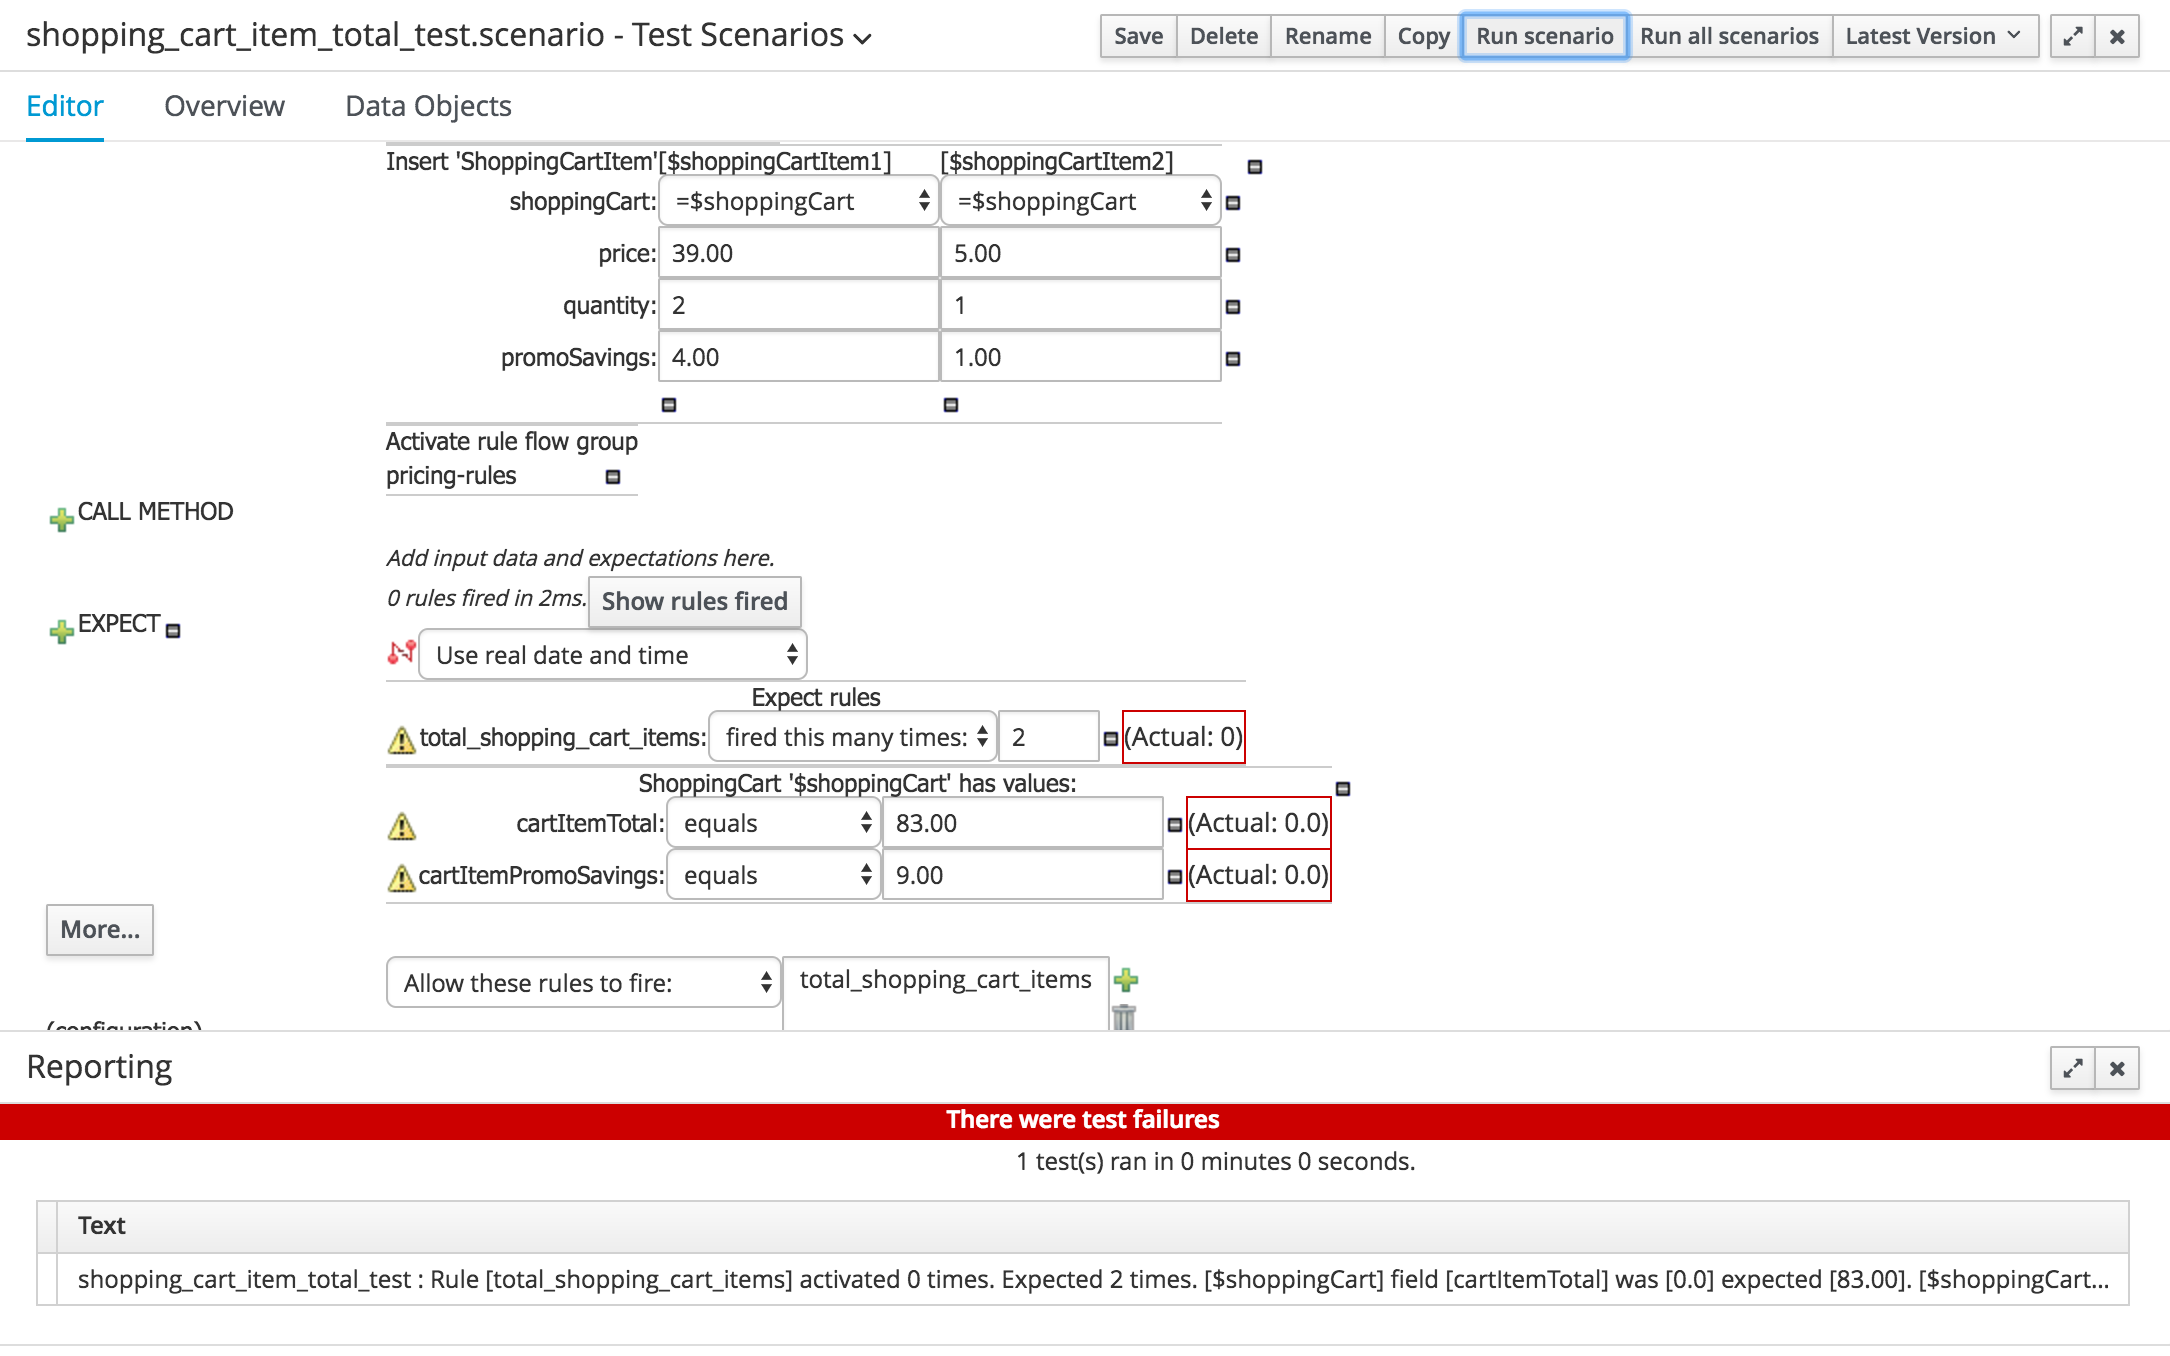 shopping_cart_item_total_test.scenario - Test Scenarios
Save Delete Rename Copy Run scenario Run all scenarios Latest Version
Editor Overview Data Objects
Insert 'ShoppingCartItem'[$shoppingCartItem1] [$shoppingCartItem2]
shoppingCart: =$shoppingCart =$shoppingCart
price: 39.00 5.00
quantity: 2 1
promoSavings: 4.00 1.00
Activate rule flow group
pricing-rules
CALL METHOD
Add input data and expectations here.
0 rules fired in 2ms. Show rules fired
EXPECT
Use real date and time
Expect rules
total_shopping_cart_items: fired this many times: 2 (Actual: 0)
ShoppingCart '$shoppingCart' has values:
cartItemTotal: equals 83.00 (Actual: 0.0)
cartItemPromoSavings: equals 9.00 (Actual: 0.0)
More...
Allow these rules to fire: total_shopping_cart_items
(configuration)
Reporting
There were test failures
1 test(s) ran in 0 minutes 0 seconds.
Text
shopping_cart_item_total_test : Rule [total_shopping_cart_items] activated 0 times. Expected 2 times. [$shoppingCart] field [cartItemTotal] was [0.0] expected [83.00]. [$shoppingCart...